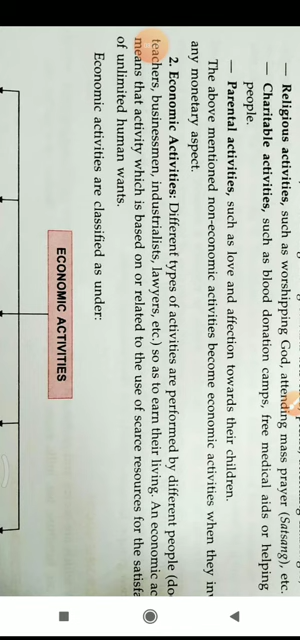 — Religious activities, such as worshipping God, attending mass prayer (Satsang), etc.
— Charitable activities, such as blood donation camps, free medical aids or helping
people.
— Parental activities, such as love and affection towards their children.
The above mentioned non-economic activities become economic activities when they inv
any monetary aspect.
2. Economic Activities: Different types of activities are performed by different people (do
teachers, businessmen, industrialists, lawyers, etc.) so as to earn their living. An economic ac
means that activity which is based on or related to the use of scarce resources for the satisfa
of unlimited human wants.
Economic activities are classified as under:
ECONOMIC ACTIVITIES